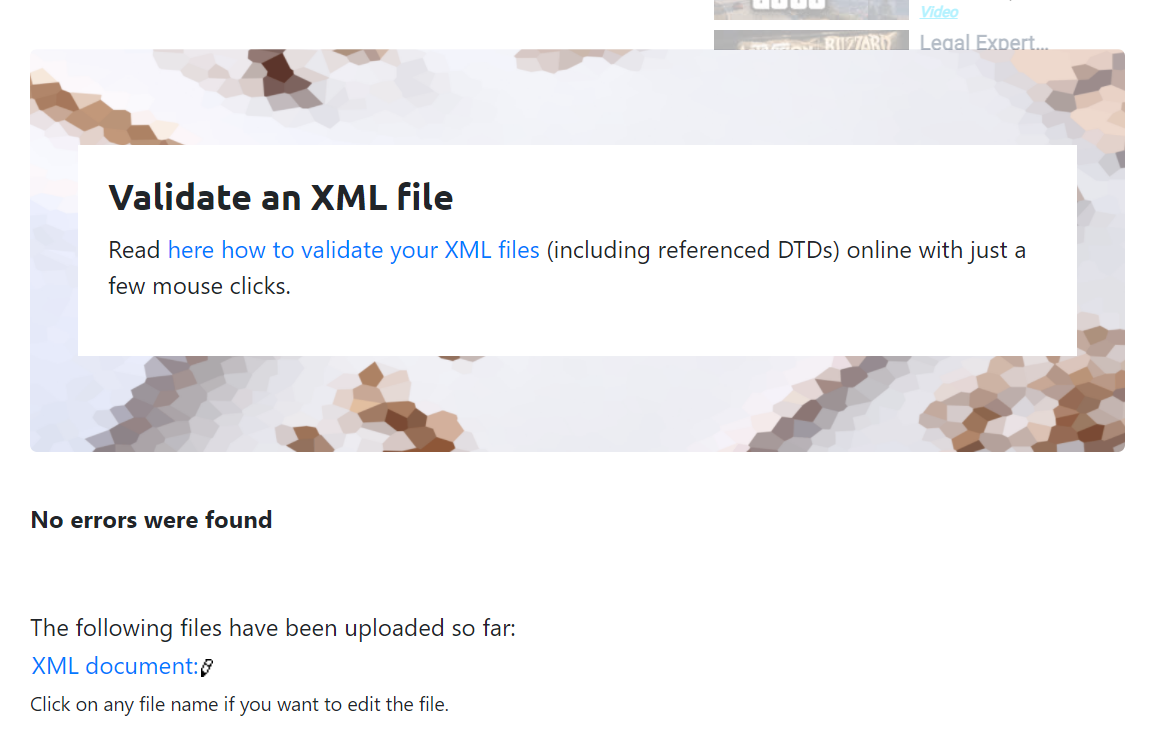 Video
BLIZZARD
Legal Expert...
Validate an XML file
Read here how to validate your XML files (including referenced DTDs) online with just a
few mouse clicks.
No errors were found
The following files have been uploaded so far:
XML document:
Click on any file name if you want to edit the file.